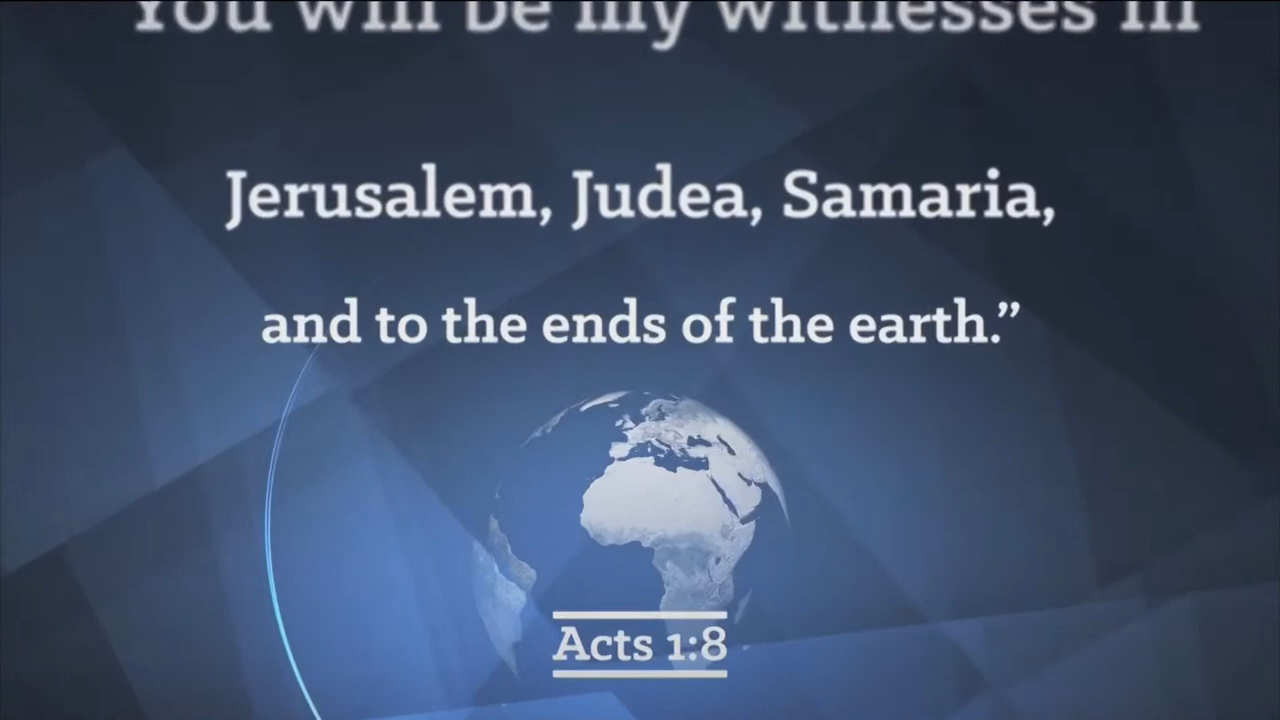 You will be my witnesses in
Jerusalem, Judea, Samaria,
and to the ends of the earth.”
Acts 1:8